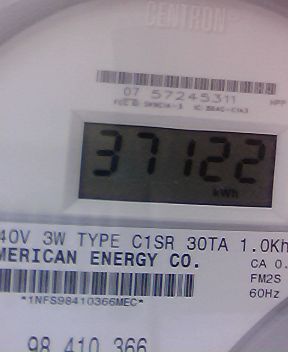 CENTRON
07 57245311
HPP
37122
kWh
40V 3W TYPE C1SR 30TA 1.0Kh
MERICAN ENERGY CO.
CA 0.
FM2S
*1NFS98410366MEC*
60Hz
98 410 366